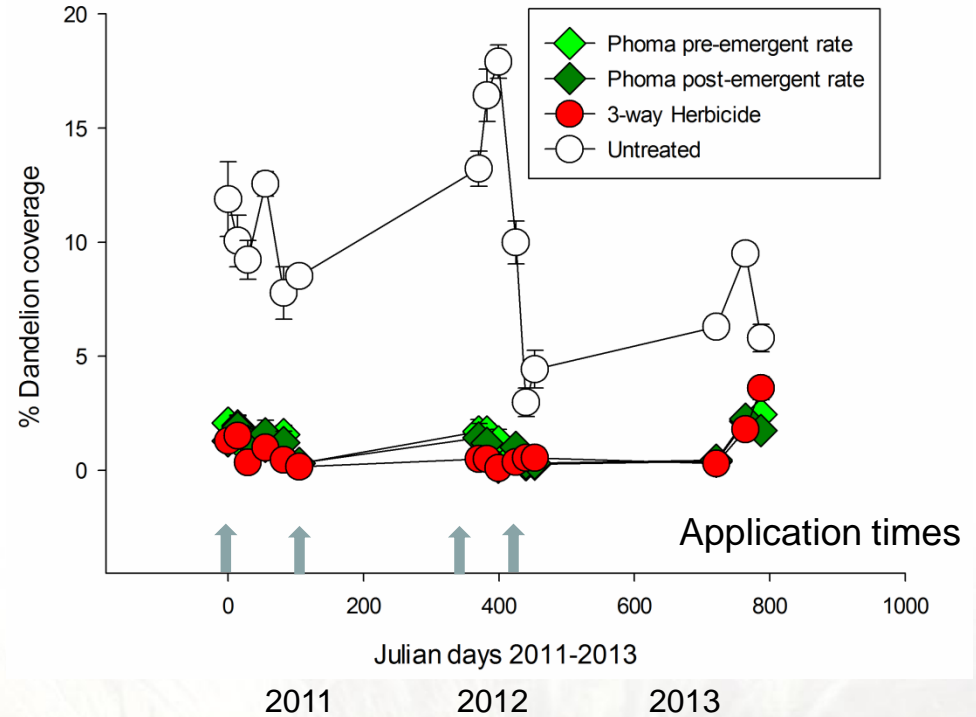 20
15
10
5
0
% Dandelion coverage
Phoma pre-emergent rate
Phoma post-emergent rate
3-way Herbicide
Untreated
Application times
0 200 400 600 800 1000
Julian days 2011-2013
2011 2012 2013